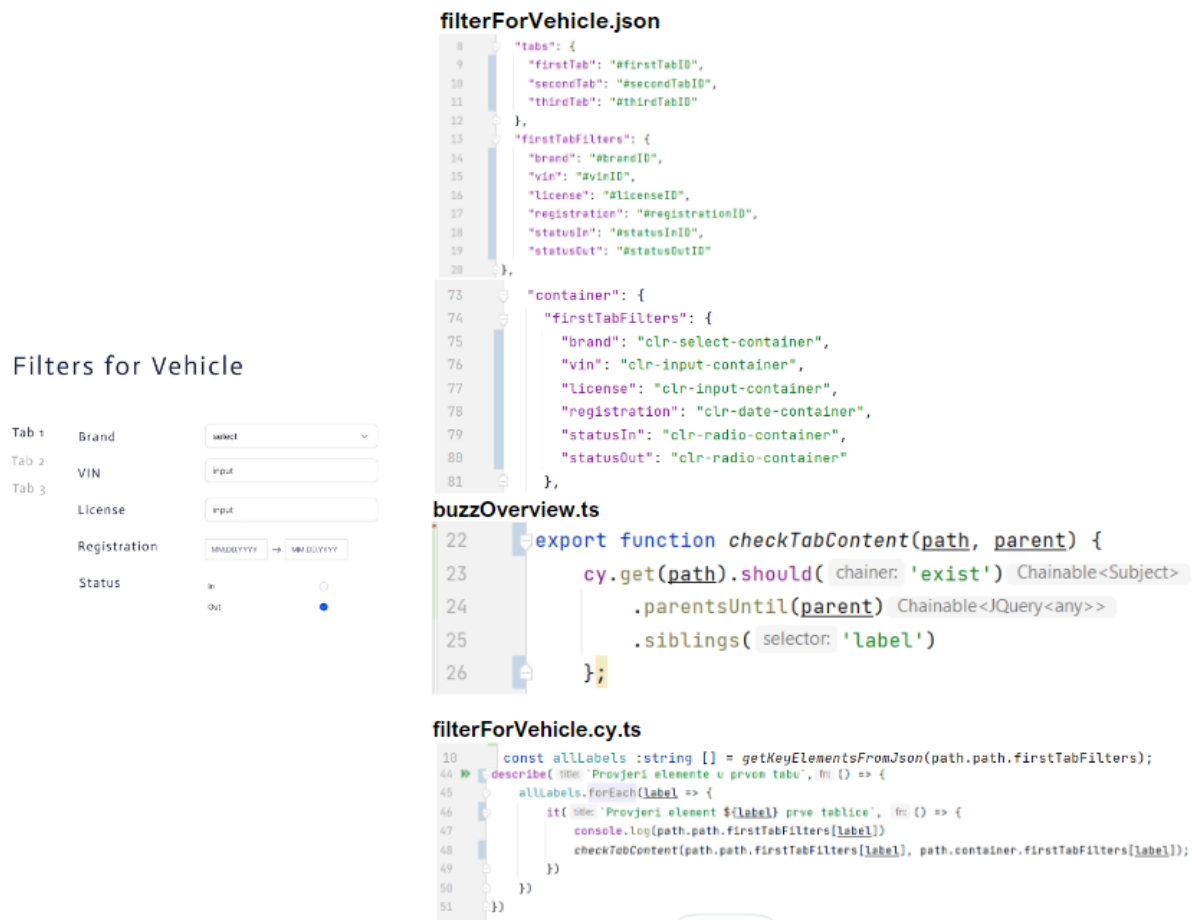 Filters for Vehicle
Tab 1
Tab 2
Tab 3
Brand
select
VIN
input
License
input
Registration
MM.DD.YYYY → MM.DD.YYYY
Status
In
Out
filterForVehicle.json
8 "tabs": {
9 "firstTab": "#firstTabID",
10 "secondTab": "#secondTabID",
11 "thirdTab": "#thirdTabID"
12 },
13 "firstTabFilters": {
14 "brand": "#brandID",
15 "vin": "#vinID",
16 "license": "#licenseID",
17 "registration": "#registrationID",
18 "statusIn": "#statusInID",
19 "statusOut": "#statusOutID"
20 },
73 "container": {
74 "firstTabFilters": {
75 "brand": "clr-select-container",
76 "vin": "clr-input-container",
77 "license": "clr-input-container",
78 "registration": "clr-date-container",
79 "statusIn": "clr-radio-container",
80 "statusOut": "clr-radio-container"
81 },
buzzOverview.ts
22 export function checkTabContent(path, parent) {
23 cy.get(path).should( chainer: 'exist') Chainable<Subject>
24 .parentsUntil(parent) Chainable<JQuery<any>>
25 .siblings( selector: 'label')
26 };
filterForVehicle.cy.ts
10 const allLabels :string [] = getKeyElementsFromJson(path.path.firstTabFilters);
44 describe( title: `Provjeri elemente u prvom tabu`, fn: () => {
45 allLabels.forEach(label => {
46 it( title: `Provjeri element ${label} prve tablice`, fn: () => {
47 console.log(path.path.firstTabFilters[label])
48 checkTabContent(path.path.firstTabFilters[label], path.container.firstTabFilters[label]);
49 })
50 })
51 })